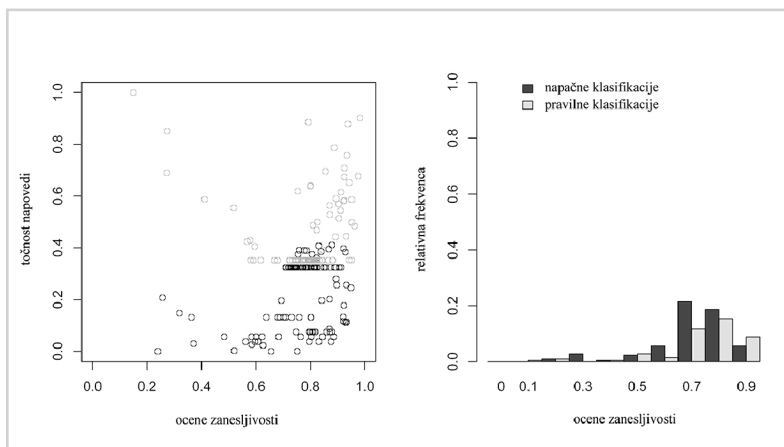 točnost napovedi
1.0
0.8
0.6
0.4
0.2
0.0
0.0 0.2 0.4 0.6 0.8 1.0
ocene zanesljivosti
relativna frekvenca
1.0
0.8
0.6
0.4
0.2
0.0
napačne klasifikacije
pravilne klasifikacije
0 0.1 0.3 0.5 0.7 0.9
ocene zanesljivosti